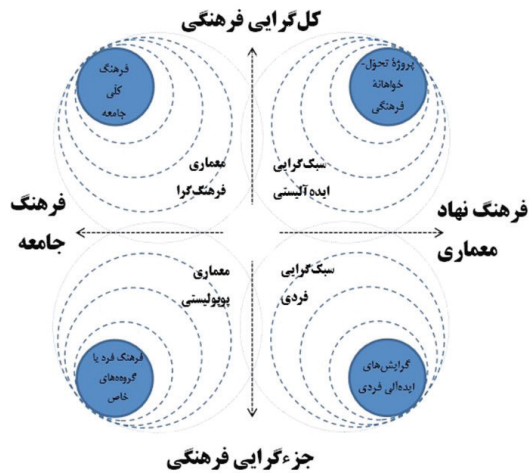 کل‌گرایی فرهنگی
پروژهٔ تحول-
خواهانهٔ
فرهنگی
فرهنگ
کلّی
جامعه
سبک‌گرایی
ایده‌آلیستی
معماری
فرهنگ‌گرا
فرهنگ نهاد
معماری
فرهنگ
جامعه
سبک‌گرایی
فردی
معماری
پوپولیستی
گرایش‌های
ایده‌آلی فردی
فرهنگ فرد یا
گروه‌های
خاص
جزءگرایی فرهنگی